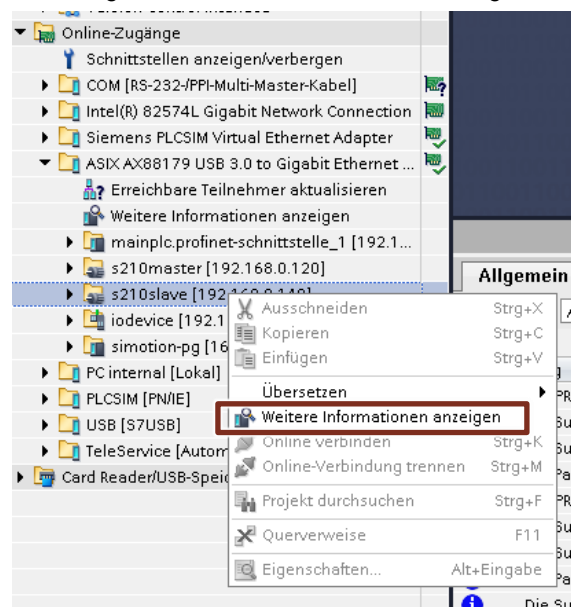 Online-Zugänge
Schnittstellen anzeigen/verbergen
COM [RS-232-/PPI-Multi-Master-Kabel]
Intel(R) 82574L Gigabit Network Connection
Siemens PLCSIM Virtual Ethernet Adapter
ASIX AX88179 USB 3.0 to Gigabit Ethernet ...
Erreichbare Teilnehmer aktualisieren
Weitere Informationen anzeigen
mainplc.profinet-schnittstelle_1 [192.1...
s210master [192.168.0.120]
Allgemein
s210slave [192.168.0.140]
Ausschneiden Strg+X
iodevice [192.1
Kopieren Strg+C
simotion-pg [16
Einfügen Strg+V
PC internal [Lokal]
Übersetzen
PLCSIM [PN/IE]
Weitere Informationen anzeigen
USB [S7USB]
Online verbinden Strg+K
TeleService [Autom
Online-Verbindung trennen Strg+M
Card Reader/USB-Speic
Projekt durchsuchen Strg+F
Querverweise F11
Eigenschaften... Alt+Eingabe
Die Su